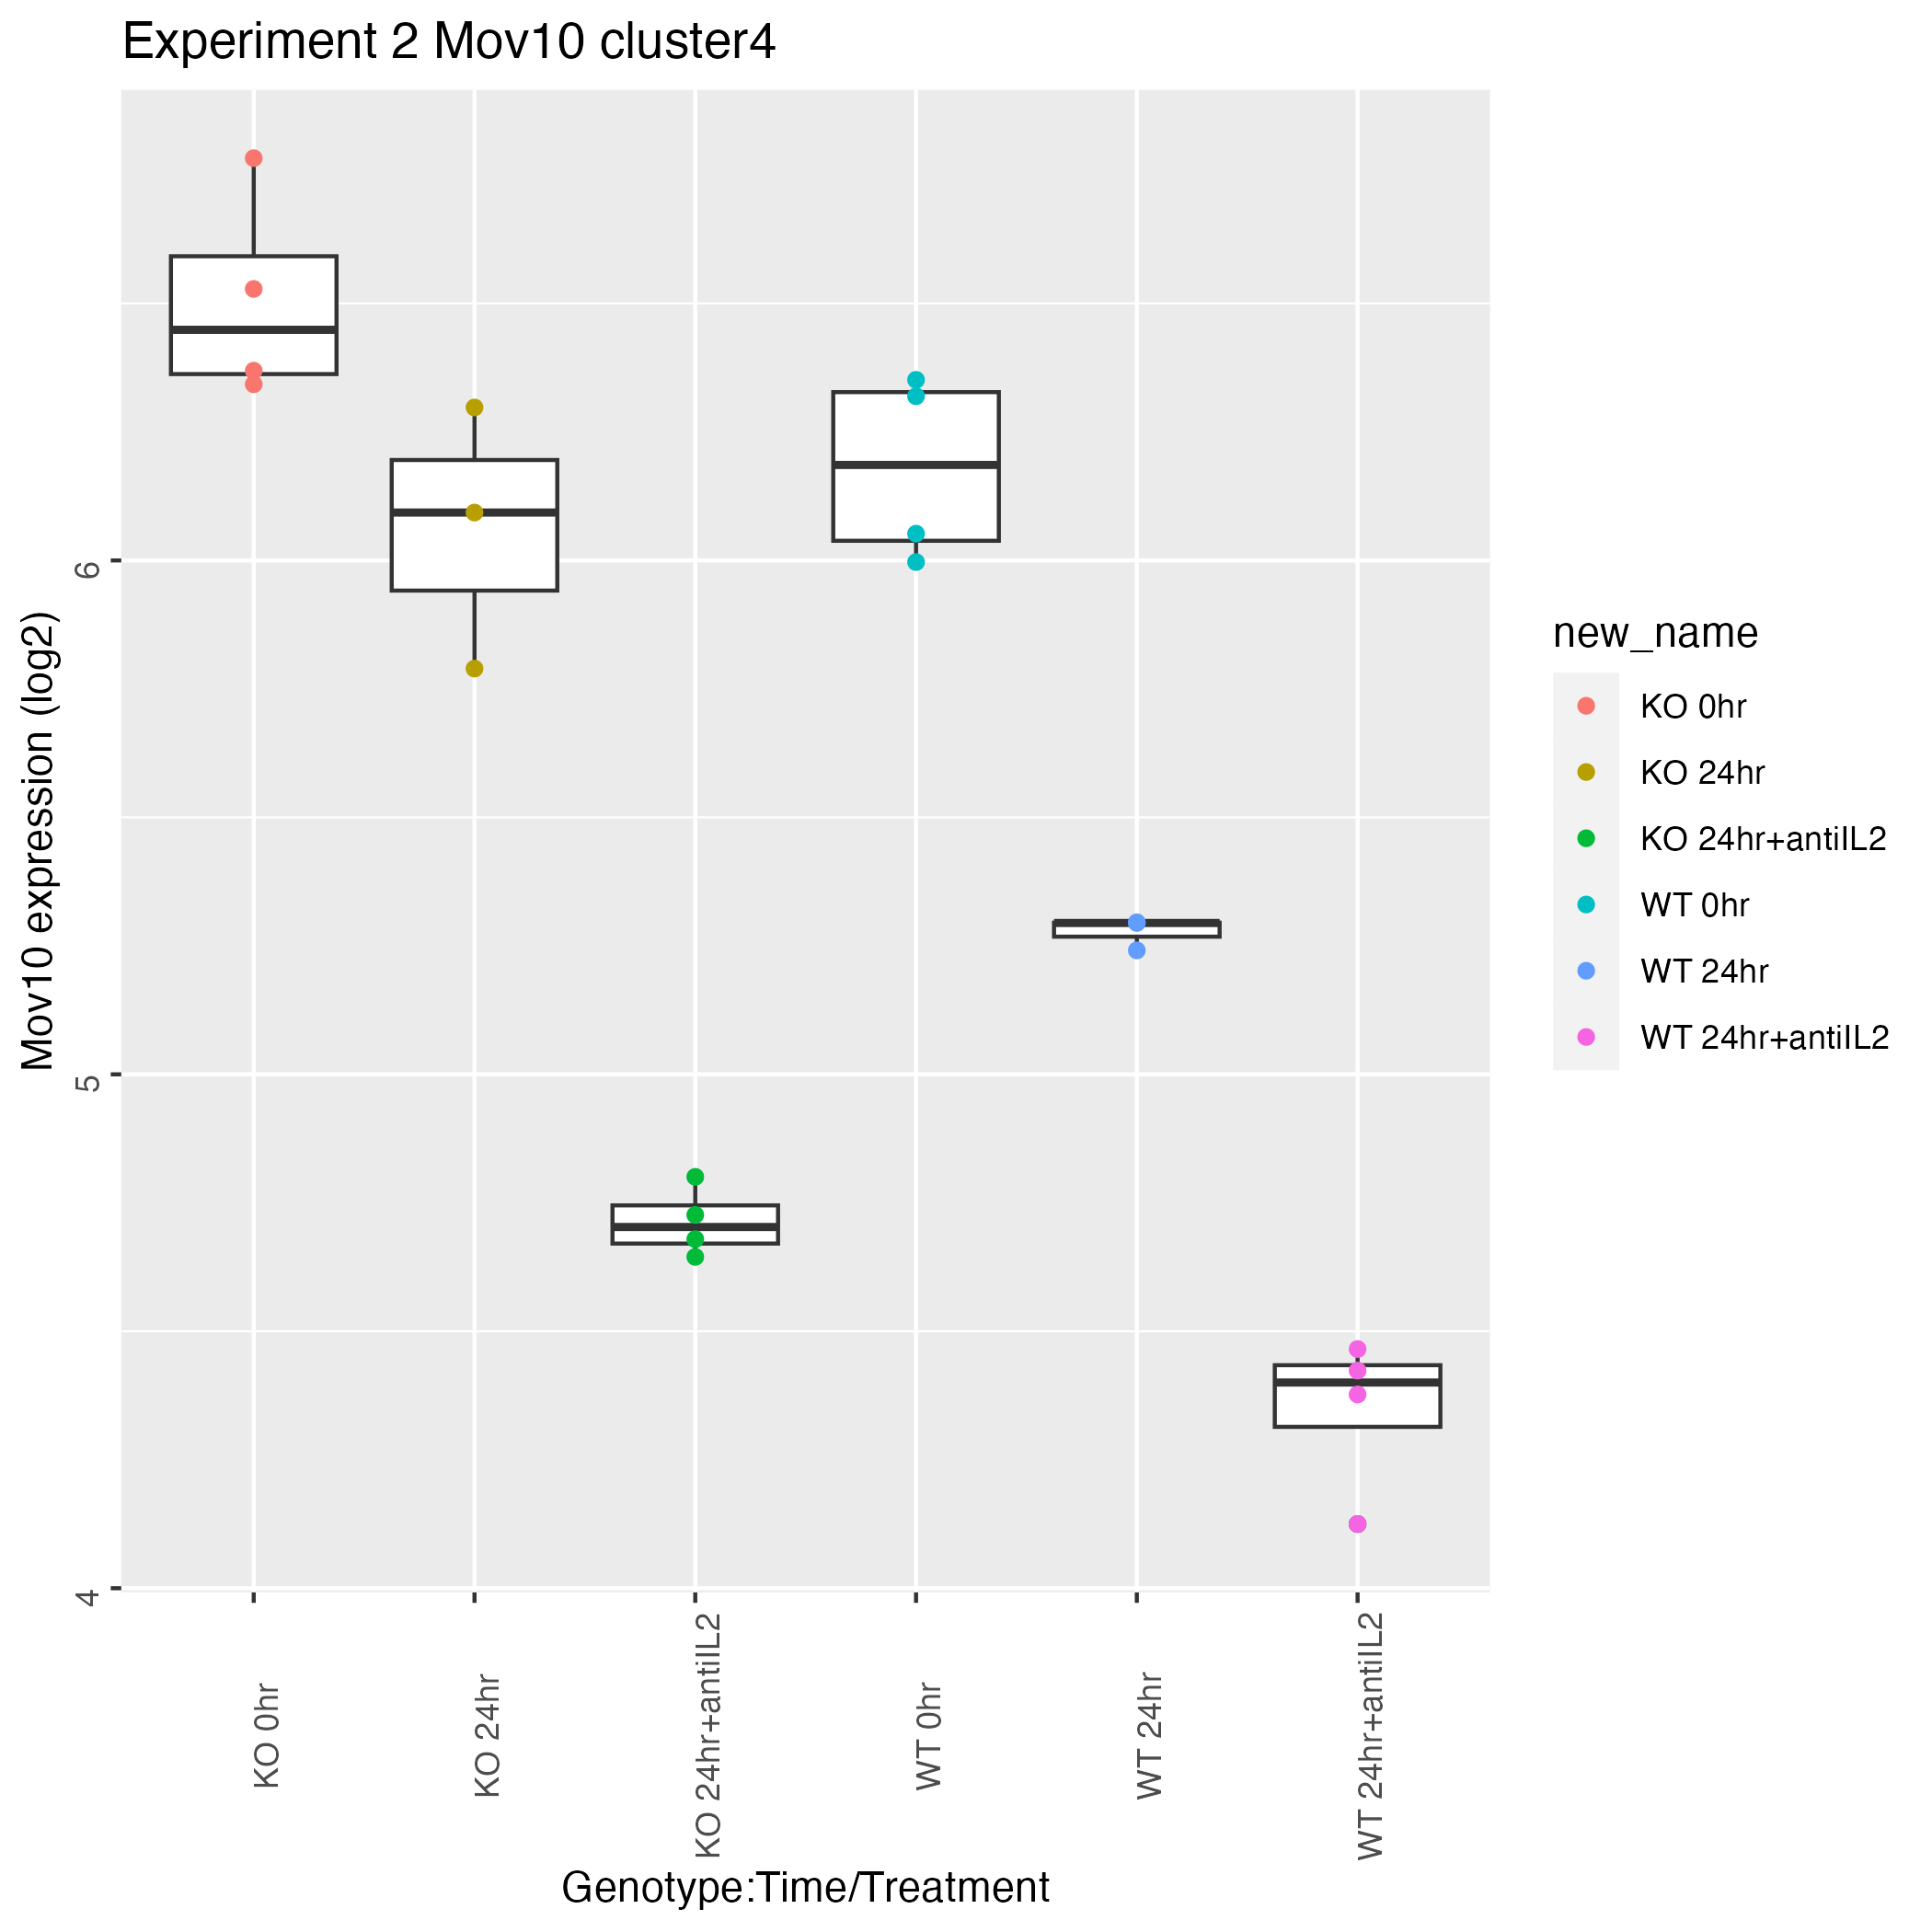 Experiment 2 Mov10 cluster4
Mov10 expression (log2)
6
5
4
KO 0hr
KO 24hr
KO 24hr+antiIL2
WT 0hr
WT 24hr
WT 24hr+antiIL2
Genotype:Time/Treatment
new_name
KO 0hr
KO 24hr
KO 24hr+antiIL2
WT 0hr
WT 24hr
WT 24hr+antiIL2